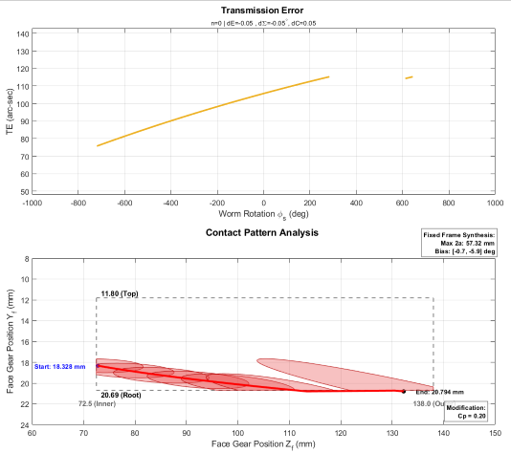 Transmission Error
n=0 | dE=-0.05 , dΣ=-0.05°, dC=0.05
140
130
120
110
100
90
80
70
60
50
TE (arc-sec)
-1000 -800 -600 -400 -200 0 200 400 600 800 1000
Worm Rotation ϕs (deg)
Contact Pattern Analysis
Fixed Frame Synthesis:
Max 2a: 57.32 mm
Bias: [-0.7, -5.9] deg
8
10
12
14
16
18
20
22
24
Face Gear Position Yf (mm)
11.80 (Top)
Start: 18.328 mm
20.69 (Root)
End: 20.794 mm
72.5 (Inner)
138.0 (Ou
Modification:
Cp = 0.20
60 70 80 90 100 110 120 130 140 150
Face Gear Position Zf (mm)